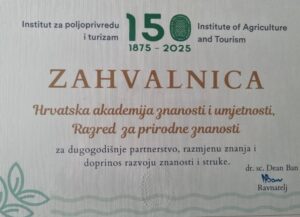 Institut za poljoprivredu
i turizam
150
1875 - 2025
Institute of Agriculture
and Tourism
ZAHVALNICA
Hrvatska akademija znanosti i umjetnosti,
Razred za prirodne znanosti
za dugogodišnje partnerstvo, razmjenu znanja i
doprinos razvoju znanosti i struke.
dr. sc. Dean Ban
Ravnatelj